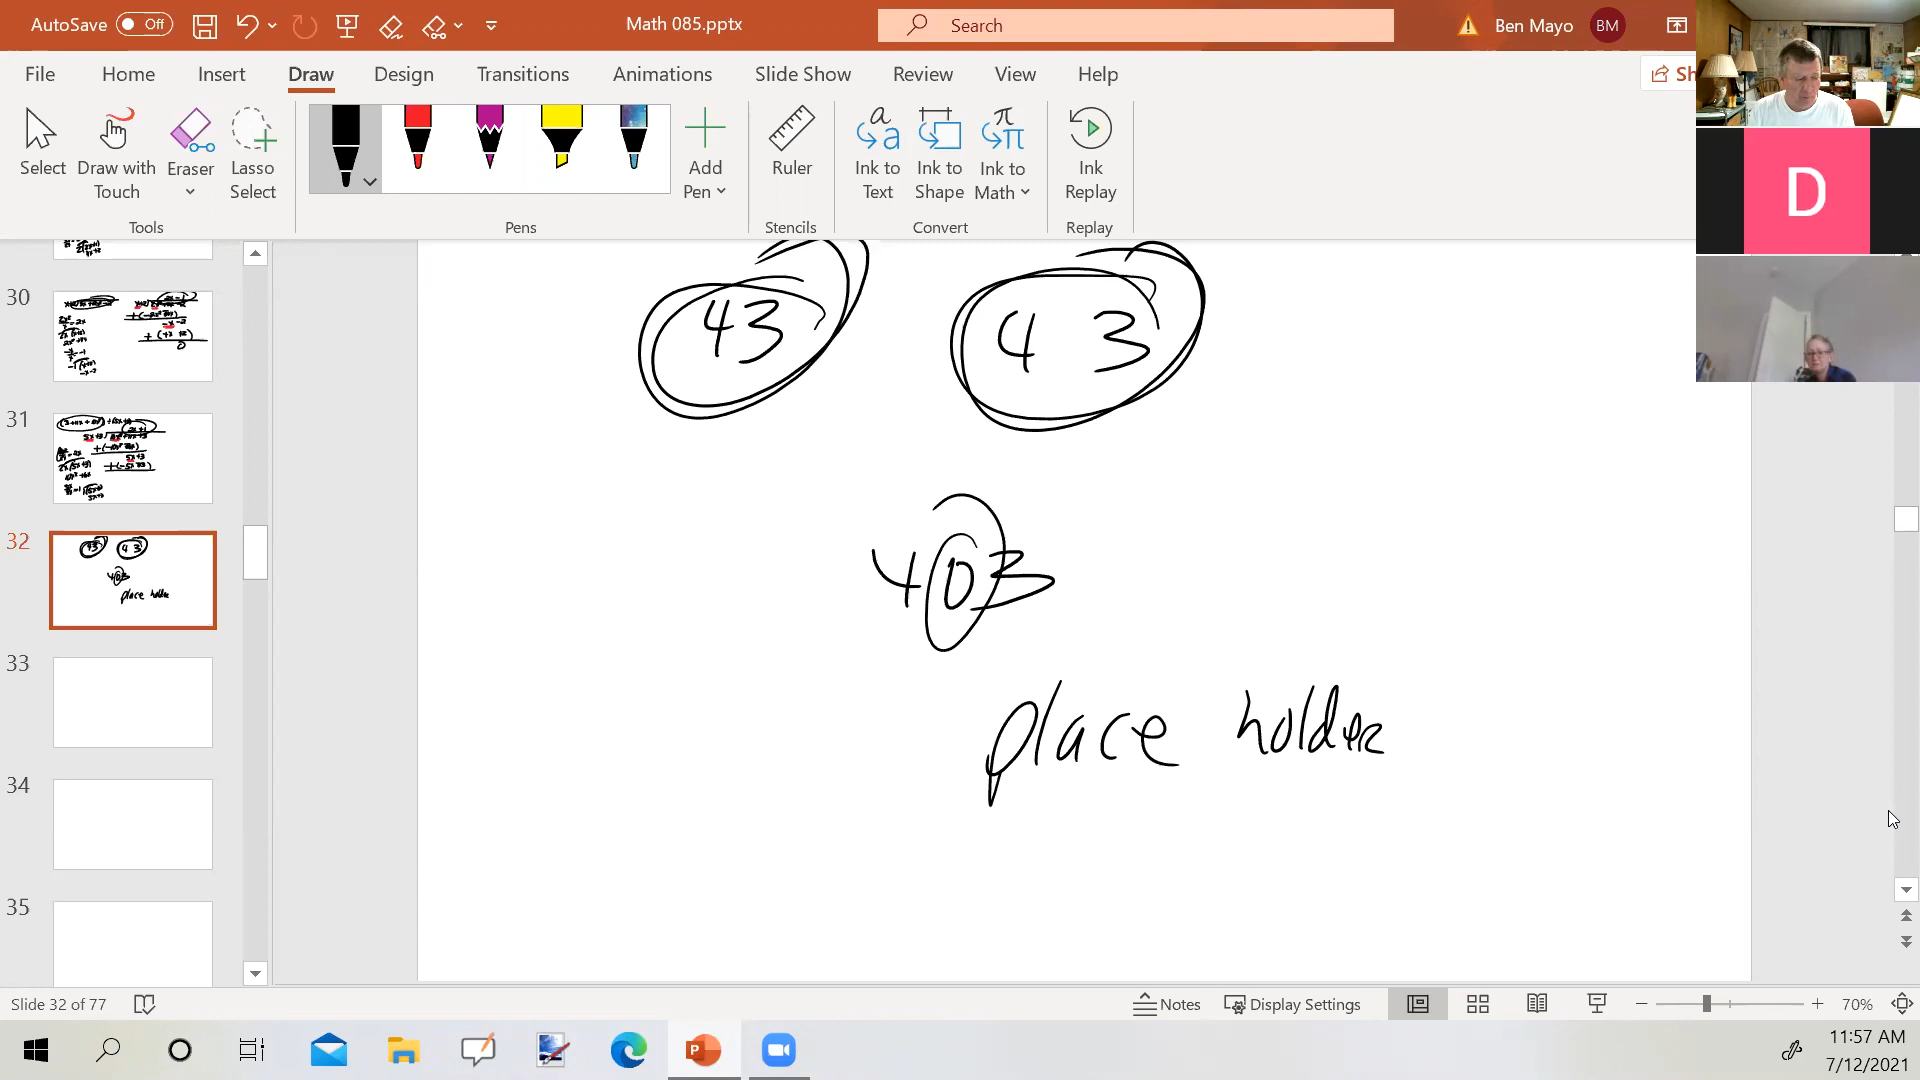 AutoSave Off Math 085.pptx Search Ben Mayo BM
File Home Insert Draw Design Transitions Animations Slide Show Review View Help Sh
Select Draw with Touch Eraser Lasso Select Add Pen Ruler Ink to Text Ink to Shape Ink to Math Ink Replay
Tools Pens Stencils Convert Replay
D
43 4 3
403
place holder
30
31
32
33
34
35
Slide 32 of 77 Notes Display Settings 70%
11:57 AM
7/12/2021